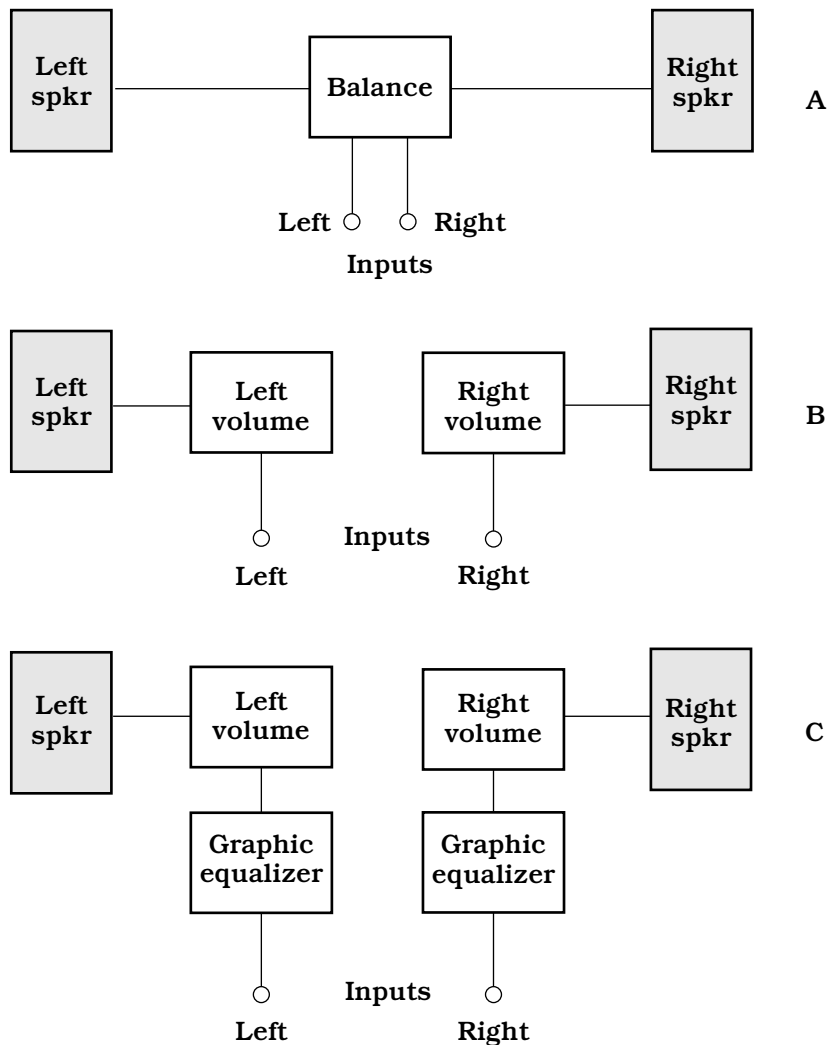 Left
spkr
Balance
Right
spkr
A
Left
Right
Inputs
Left
spkr
Left
volume
Right
volume
Right
spkr
B
Inputs
Left
Right
Left
spkr
Left
volume
Right
volume
Right
spkr
C
Graphic
equalizer
Graphic
equalizer
Inputs
Left
Right